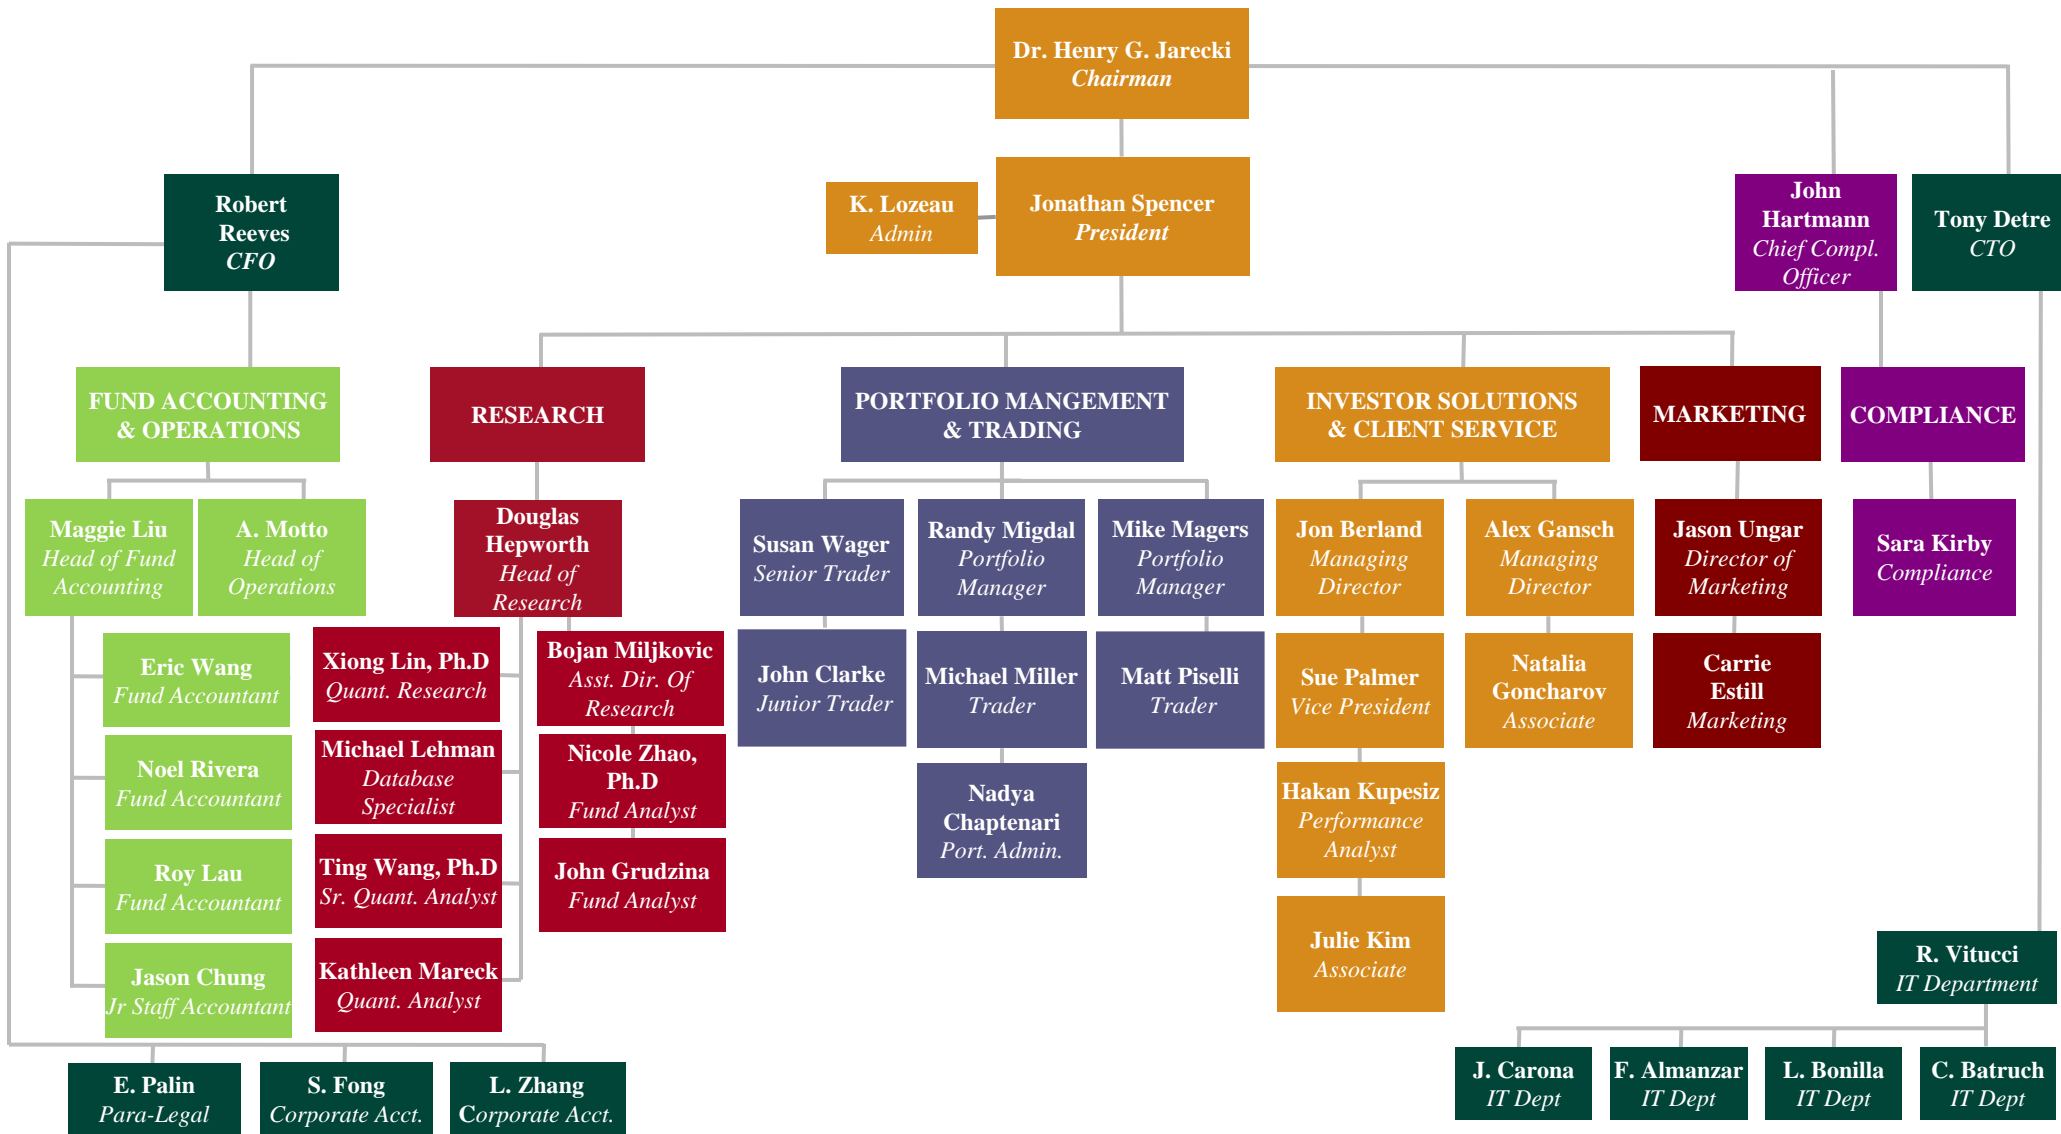 Dr. Henry G. Jarecki
Chairman
Robert
Reeves
CFO
K. Lozeau
Admin
Jonathan Spencer
President
John
Hartmann
Chief Compl.
Officer
Tony Detre
CTO
FUND ACCOUNTING
& OPERATIONS
RESEARCH
PORTFOLIO MANGEMENT
& TRADING
INVESTOR SOLUTIONS
& CLIENT SERVICE
MARKETING
COMPLIANCE
Maggie Liu
Head of Fund
Accounting
A. Motto
Head of
Operations
Douglas
Hepworth
Head of
Research
Susan Wager
Senior Trader
Randy Migdal
Portfolio
Manager
Mike Magers
Portfolio
Manager
Jon Berland
Managing
Director
Alex Gansch
Managing
Director
Jason Ungar
Director of
Marketing
Sara Kirby
Compliance
Eric Wang
Fund Accountant
Xiong Lin, Ph.D
Quant. Research
Bojan Miljkovic
Asst. Dir. Of
Research
John Clarke
Junior Trader
Michael Miller
Trader
Matt Piselli
Trader
Sue Palmer
Vice President
Natalia
Goncharov
Associate
Carrie
Estill
Marketing
Noel Rivera
Fund Accountant
Michael Lehman
Database
Specialist
Nicole Zhao,
Ph.D
Fund Analyst
Nadya
Chaptenari
Port. Admin.
Hakan Kupesiz
Performance
Analyst
Roy Lau
Fund Accountant
Ting Wang, Ph.D
Sr. Quant. Analyst
John Grudzina
Fund Analyst
Jason Chung
Jr Staff Accountant
Kathleen Mareck
Quant. Analyst
Julie Kim
Associate
R. Vitucci
IT Department
E. Palin
Para-Legal
S. Fong
Corporate Acct.
L. Zhang
Corporate Acct.
J. Carona
IT Dept
F. Almanzar
IT Dept
L. Bonilla
IT Dept
C. Batruch
IT Dept